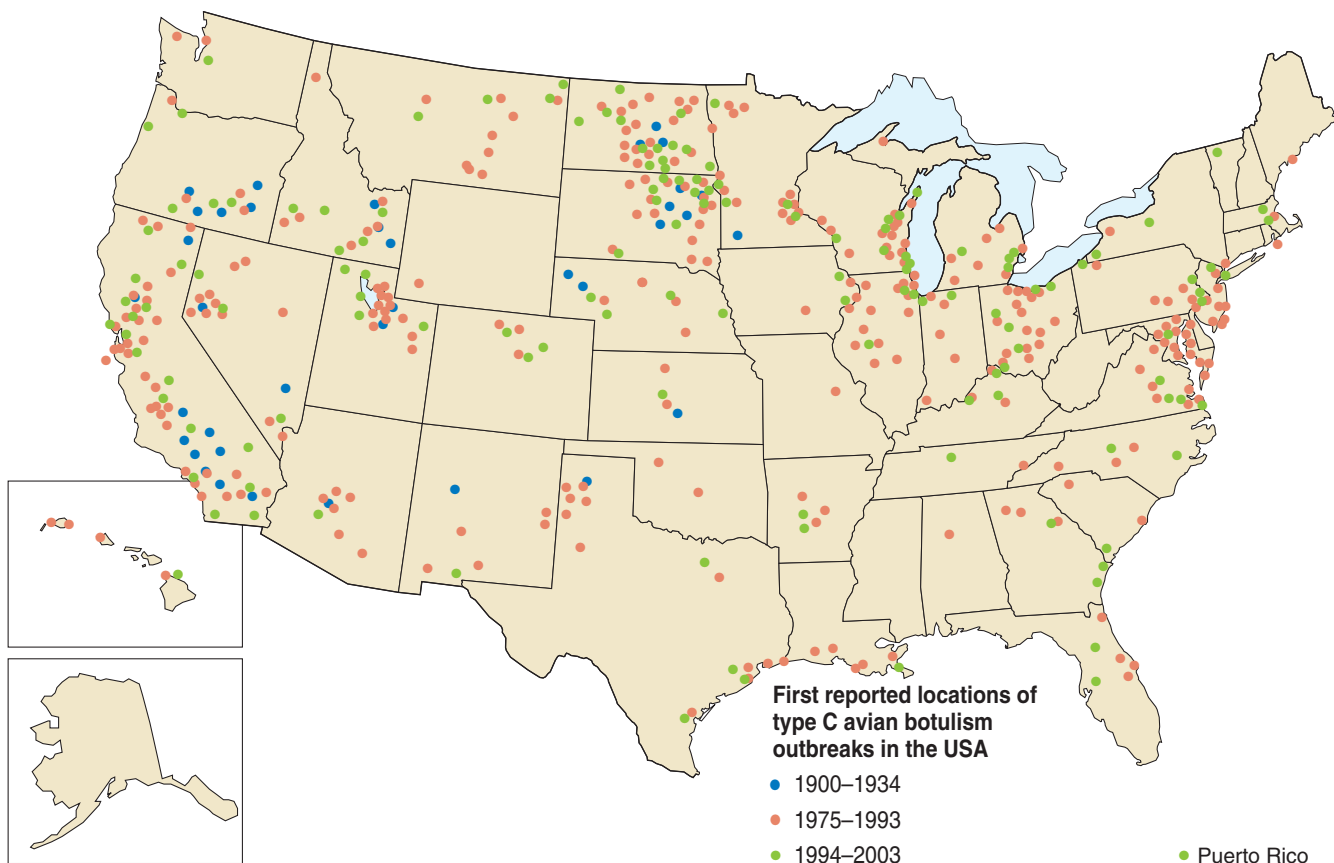 First reported locations of
type C avian botulism
outbreaks in the USA
1900–1934
1975–1993
1994–2003
Puerto Rico